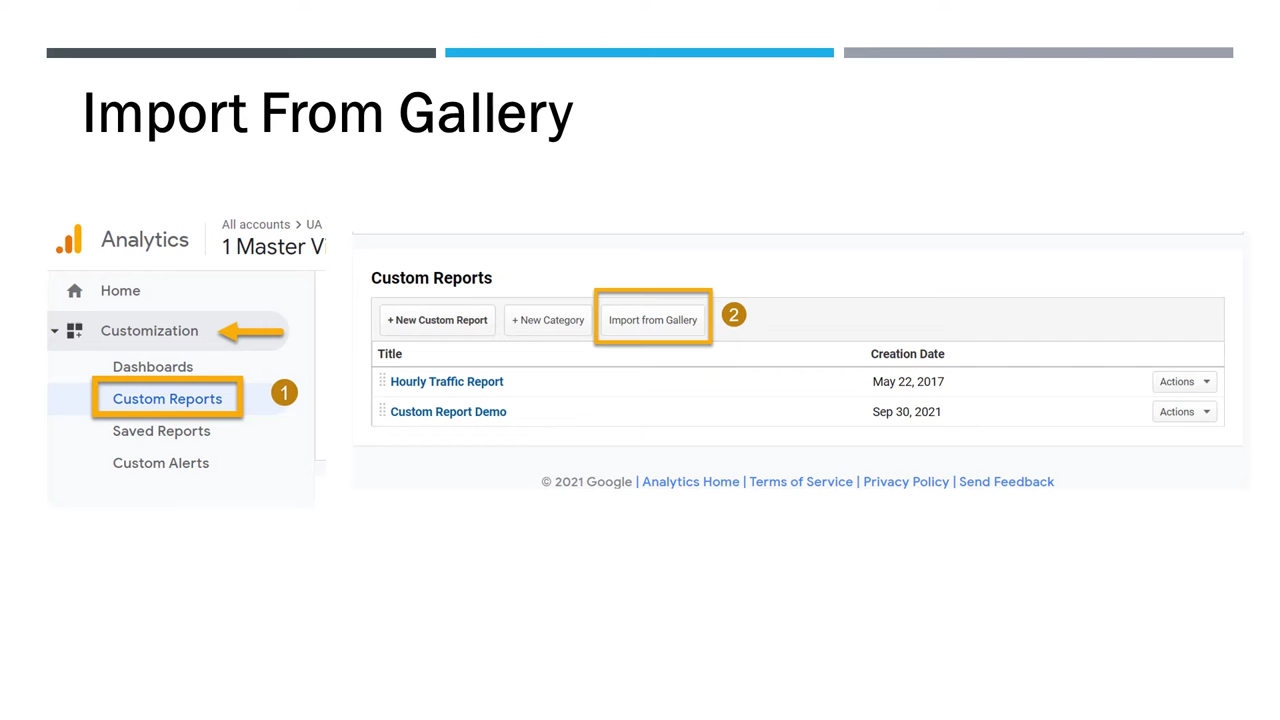 Import From Gallery
Analytics
All accounts > UA
1 Master Vi
Home
Customization
Dashboards
Custom Reports
1
Saved Reports
Custom Alerts
Custom Reports
+ New Custom Report
+ New Category
Import from Gallery
2
Title Creation Date
Hourly Traffic Report May 22, 2017 Actions
Custom Report Demo Sep 30, 2021 Actions
© 2021 Google | Analytics Home | Terms of Service | Privacy Policy | Send Feedback